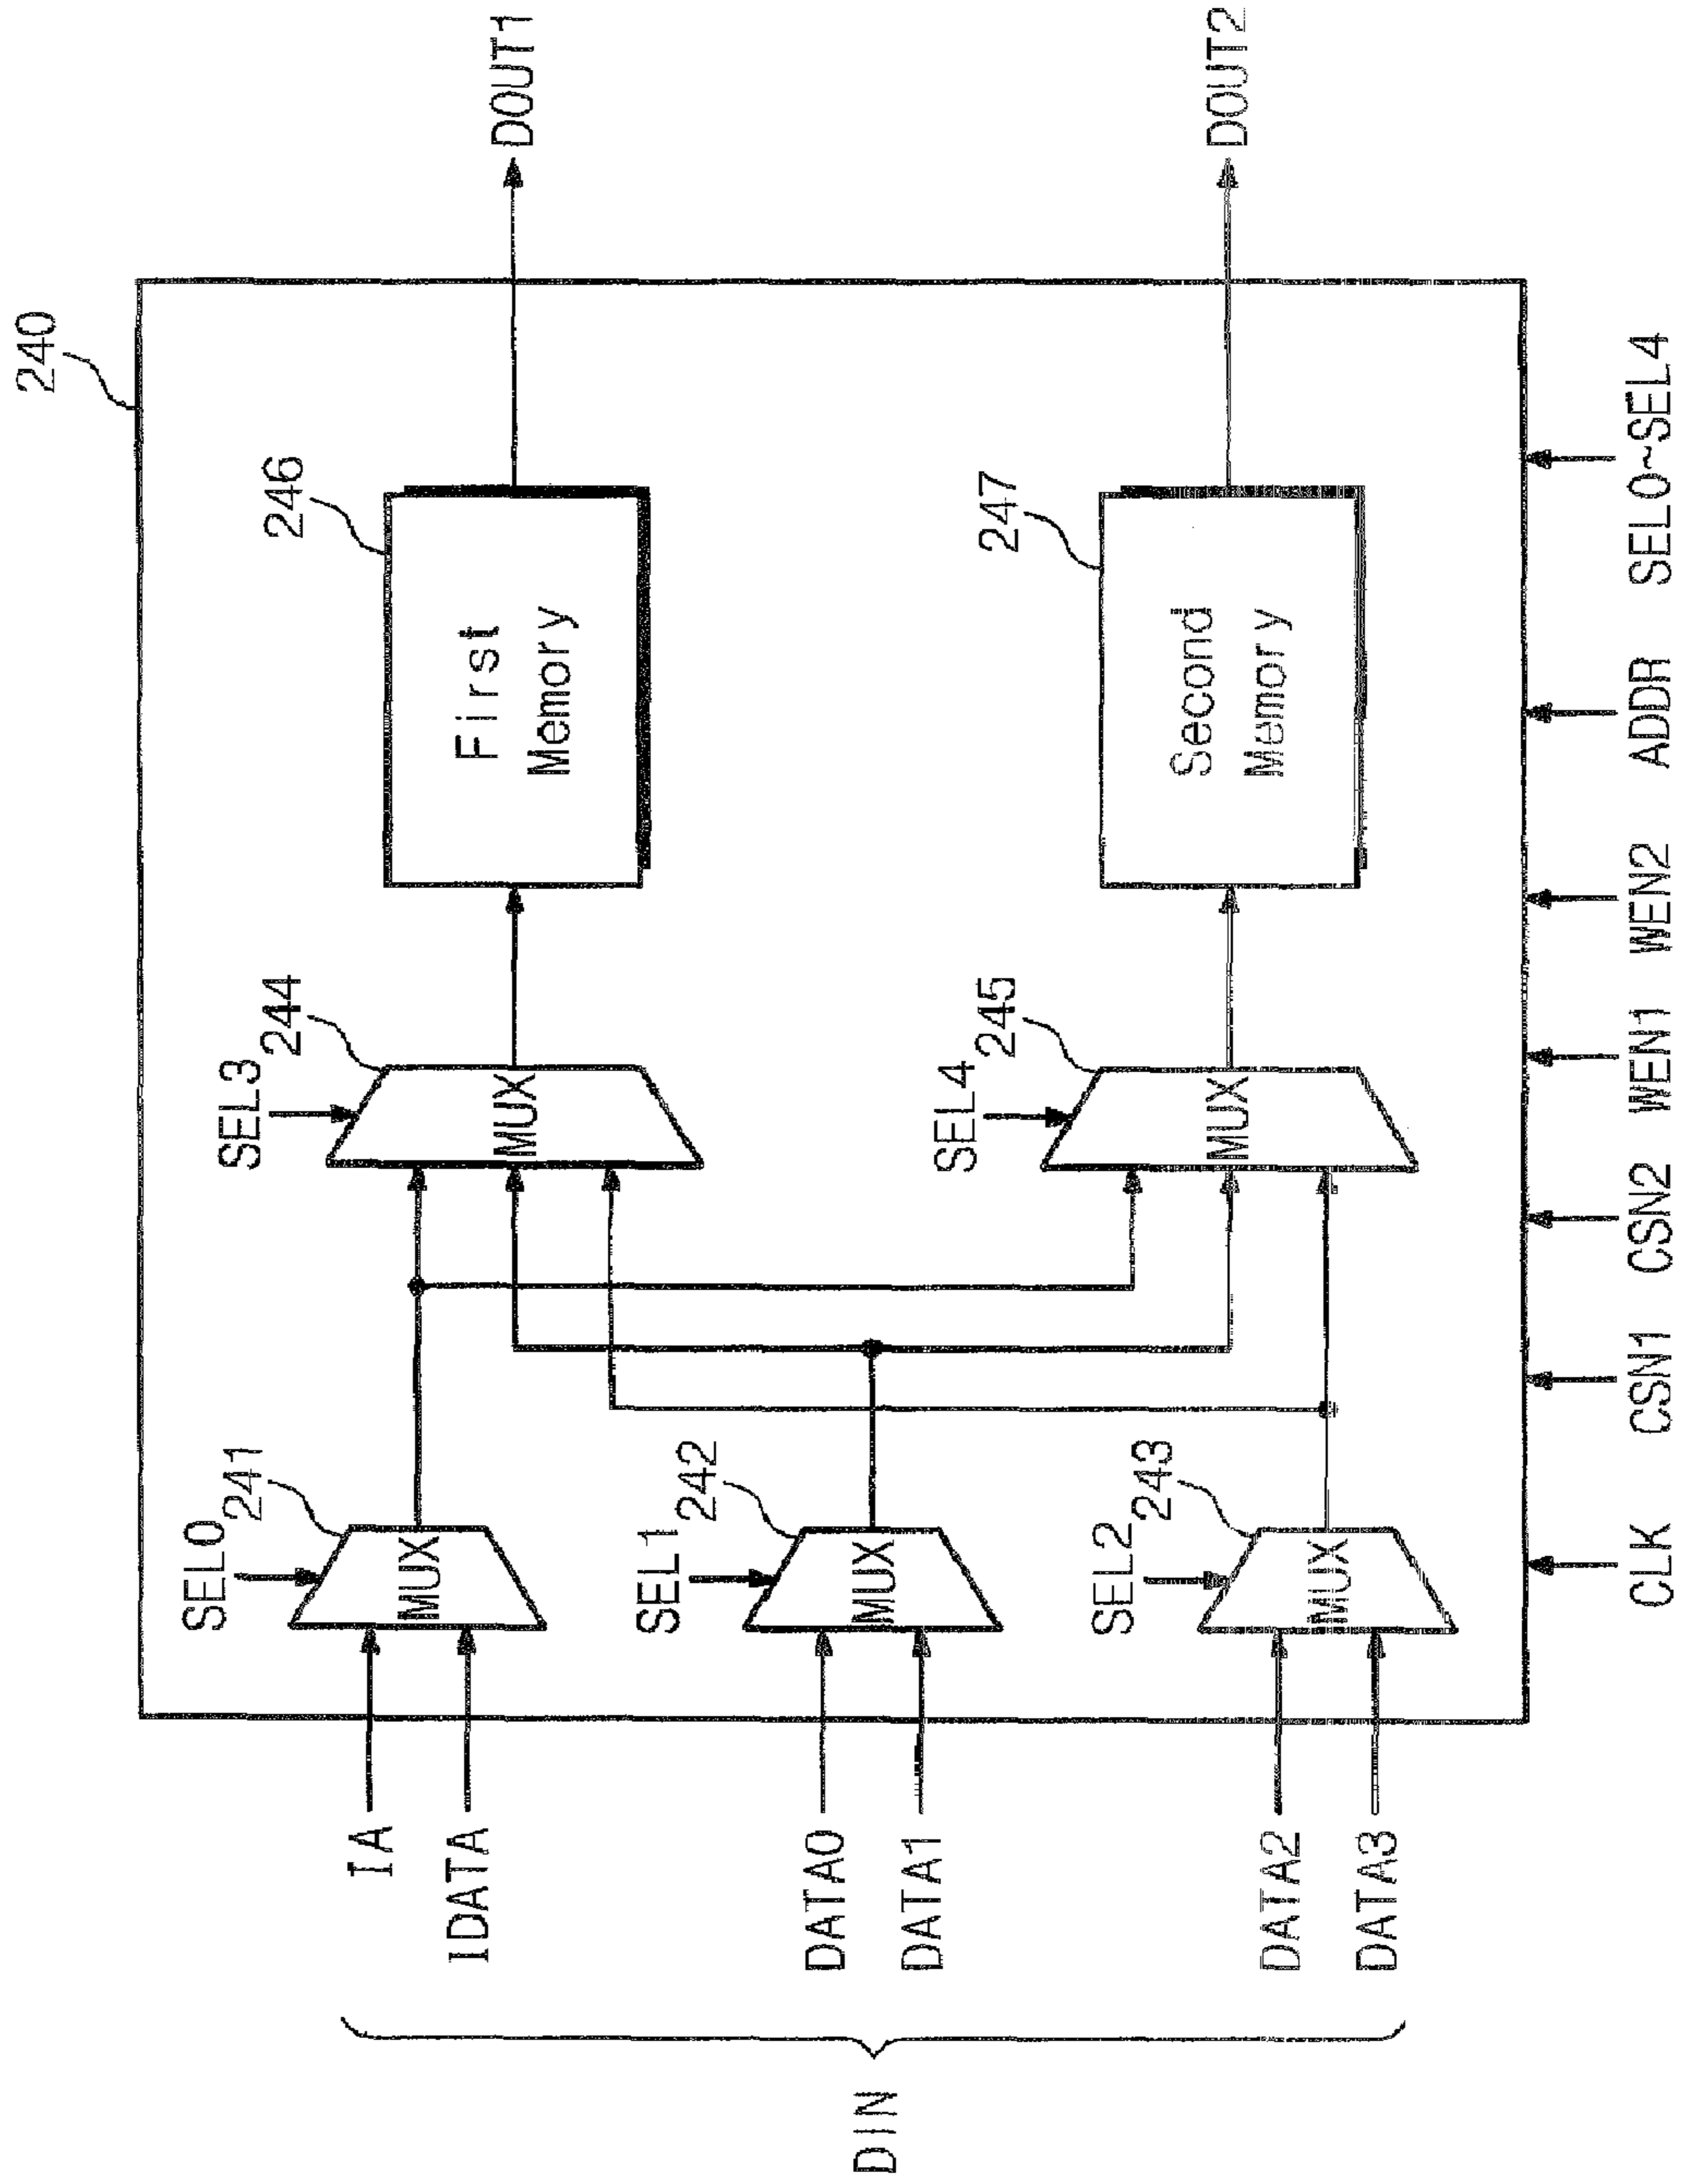 240
SEL0
241
IA
IDATA
MUX
SEL3
244
MUX
246
First
Memory
DOUT1
DIN
SEL1
242
DATA0
DATA1
MUX
SEL2
243
DATA2
DATA3
MUX
SEL4
245
MUX
247
Second
Memory
DOUT2
CLK
CSN1
CSN2
WEN1
WEN2
ADDR
SEL0~SEL4